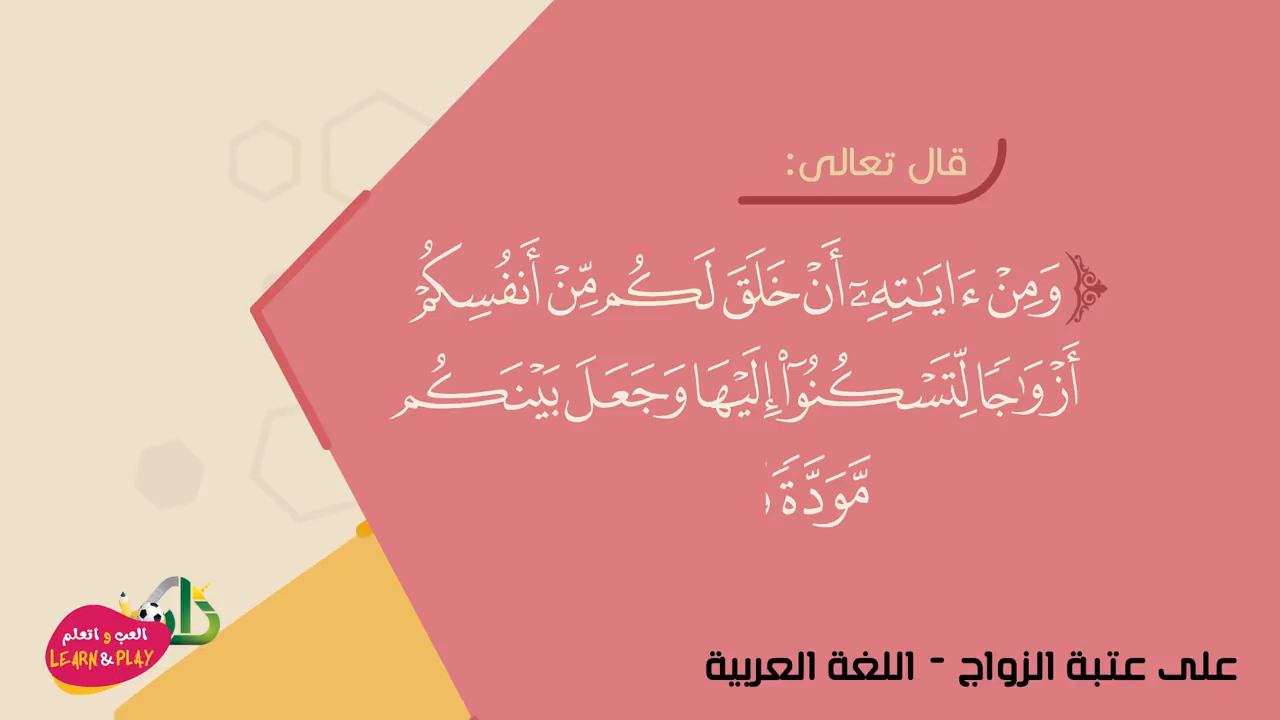 قال تعالى:
وَمِنْ ءَايَٰتِهِۦٓ أَنْ خَلَقَ لَكُم مِّنْ أَنفُسِكُمْ
أَزْوَٰجًا لِّتَسْكُنُوٓا۟ إِلَيْهَا وَجَعَلَ بَيْنَكُم
مَّوَدَّةً
على عتبة الزواج - اللغة العربية
العب و اتعلم
LEARN & PLAY